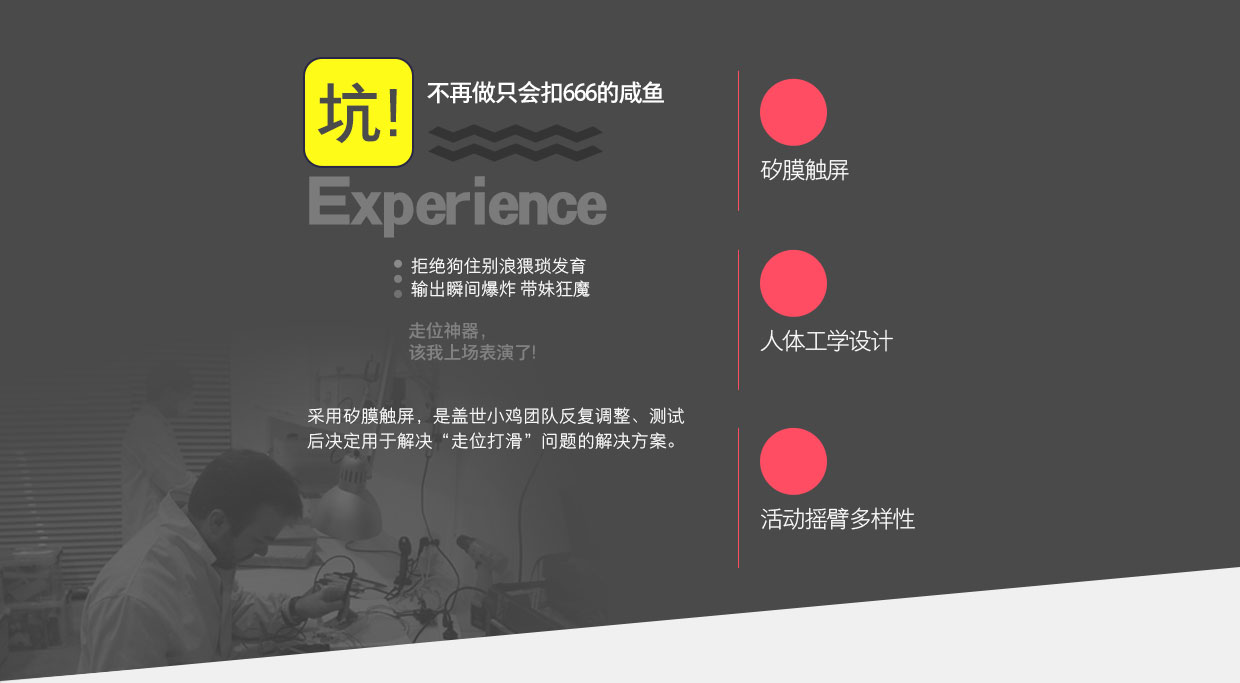 坑!
不再做只会扣666的咸鱼
Experience
拒绝狗住别浪猥琐发育
输出瞬间爆炸 带妹狂魔
走位神器，
该我上场表演了!
采用矽膜触屏，是盖世小鸡团队反复调整、测试
后决定用于解决“走位打滑”问题的解决方案。
矽膜触屏
人体工学设计
活动摇臂多样性